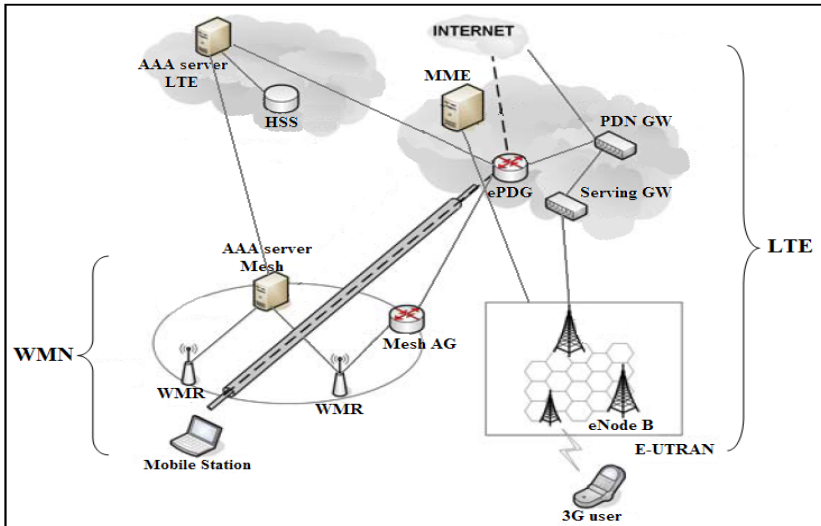 INTERNET
AAA server
LTE
HSS
MME
PDN GW
ePDG
Serving GW
LTE
AAA server
Mesh
WMN
Mesh AG
WMR
WMR
eNode B
E-UTRAN
Mobile Station
3G user